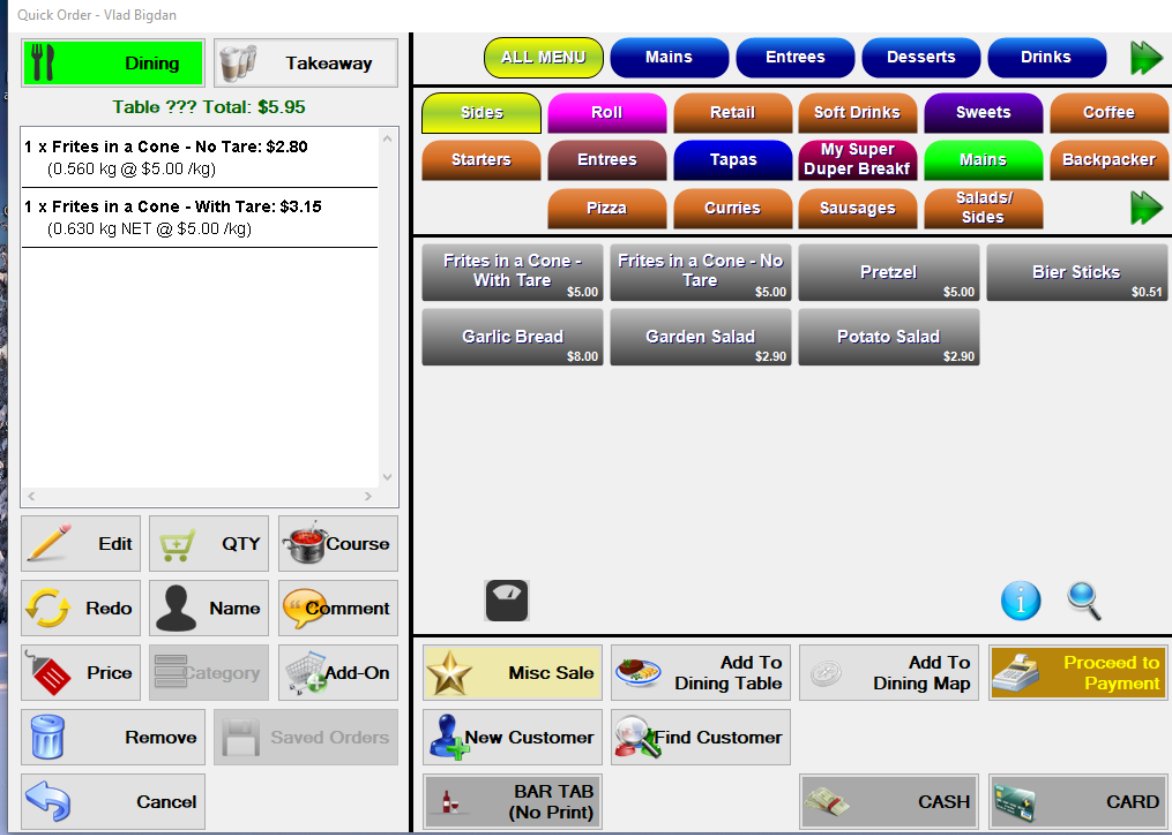 Quick Order - Vlad Bigdan
Dining
Takeaway
Table ??? Total: $5.95
1 x Frites in a Cone - No Tare: $2.80
(0.560 kg @ $5.00 /kg)
1 x Frites in a Cone - With Tare: $3.15
(0.630 kg NET @ $5.00 /kg)
Edit
QTY
Course
Redo
Name
Comment
Price
Category
Add-On
Remove
Saved Orders
Cancel
ALL MENU
Mains
Entrees
Desserts
Drinks
Sides
Roll
Retail
Soft Drinks
Sweets
Coffee
Starters
Entrees
Tapas
My Super
Duper Breakf
Mains
Backpacker
Pizza
Curries
Sausages
Salads/
Sides
Frites in a Cone -
With Tare
$5.00
Frites in a Cone - No
Tare
$5.00
Pretzel
$5.00
Bier Sticks
$0.51
Garlic Bread
$8.00
Garden Salad
$2.90
Potato Salad
$2.90
Misc Sale
Add To
Dining Table
Add To
Dining Map
Proceed to
Payment
New Customer
Find Customer
BAR TAB
(No Print)
CASH
CARD